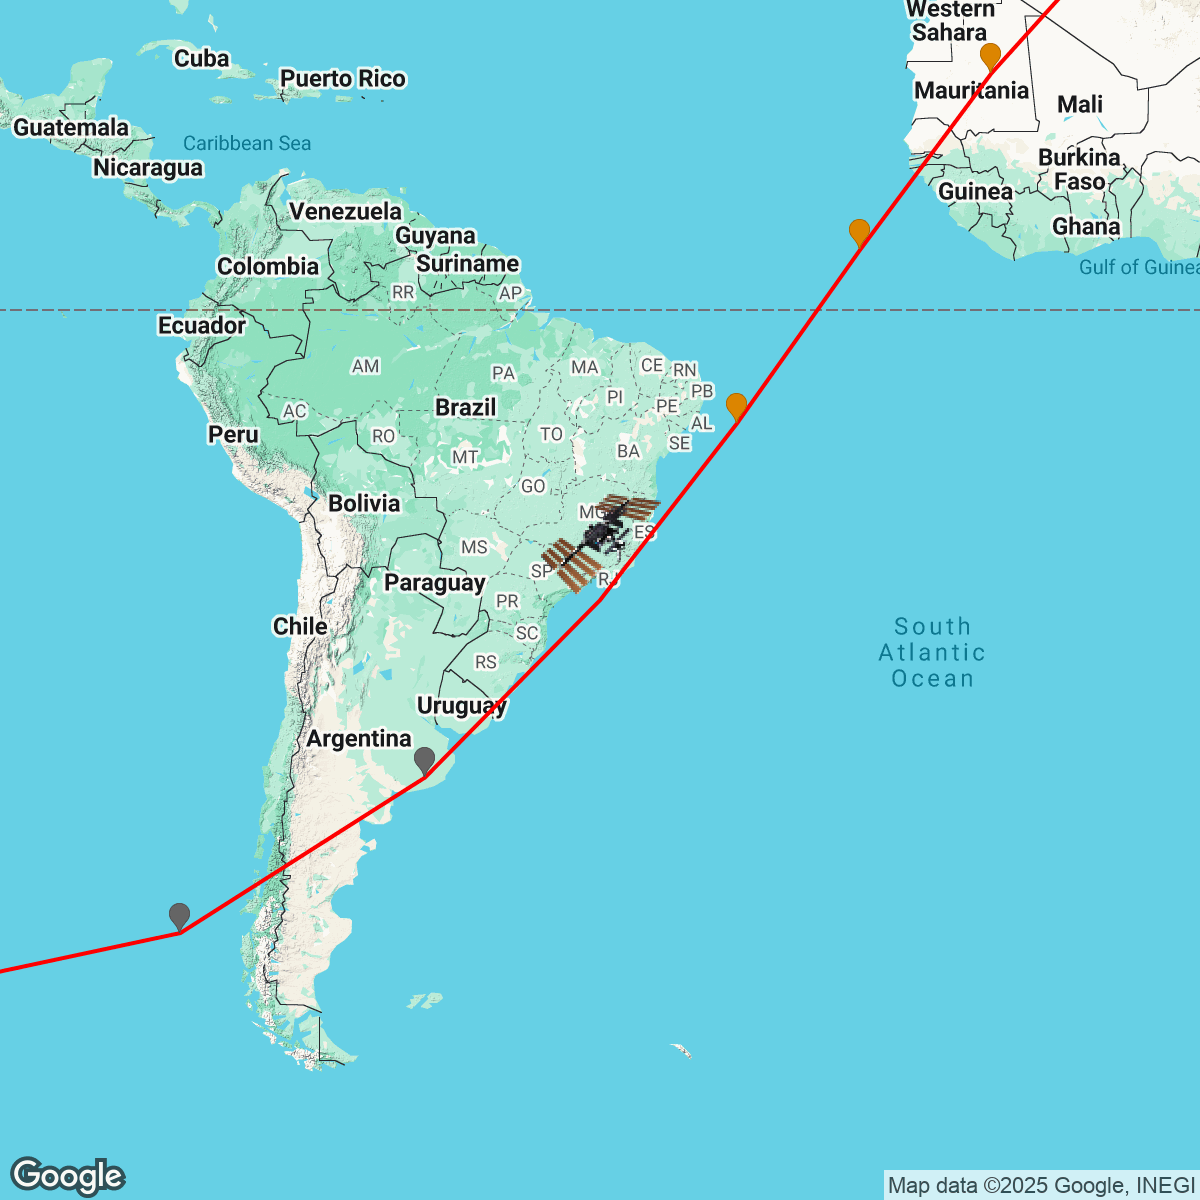 Western
Sahara
Cuba
Puerto Rico
Mauritania
Mali
Guatemala
Caribbean Sea
Nicaragua
Burkina
Faso
Guinea
Venezuela
Ghana
Guyana
Colombia
Suriname
Gulf of Guinea
RR
AP
Ecuador
AM
PA
MA
CE
RN
PI
PB
AC
Brazil
PE
AL
Peru
RO
TO
SE
MT
BA
GO
Bolivia
MG
ES
MS
SP
RJ
Paraguay
PR
Chile
SC
South
Atlantic
Ocean
RS
Uruguay
Argentina
Google
Map data ©2025 Google, INEGI